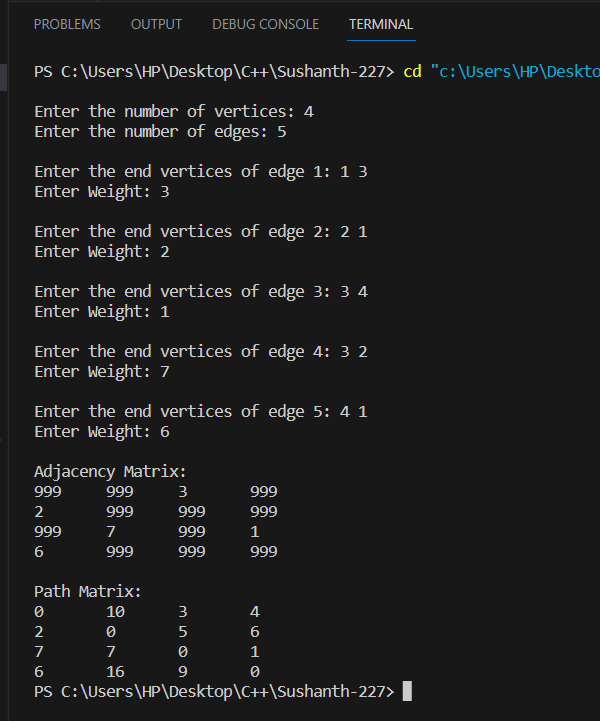 PROBLEMS OUTPUT DEBUG CONSOLE TERMINAL
PS C:\Users\HP\Desktop\C++\Sushanth-227> cd "c:\Users\HP\Deskto
Enter the number of vertices: 4
Enter the number of edges: 5
Enter the end vertices of edge 1: 1 3
Enter Weight: 3
Enter the end vertices of edge 2: 2 1
Enter Weight: 2
Enter the end vertices of edge 3: 3 4
Enter Weight: 1
Enter the end vertices of edge 4: 3 2
Enter Weight: 7
Enter the end vertices of edge 5: 4 1
Enter Weight: 6
Adjacency Matrix:
999 999 3 999
2 999 999 999
999 7 999 1
6 999 999 999
Path Matrix:
0 10 3 4
2 0 5 6
7 7 0 1
6 16 9 0
PS C:\Users\HP\Desktop\C++\Sushanth-227>